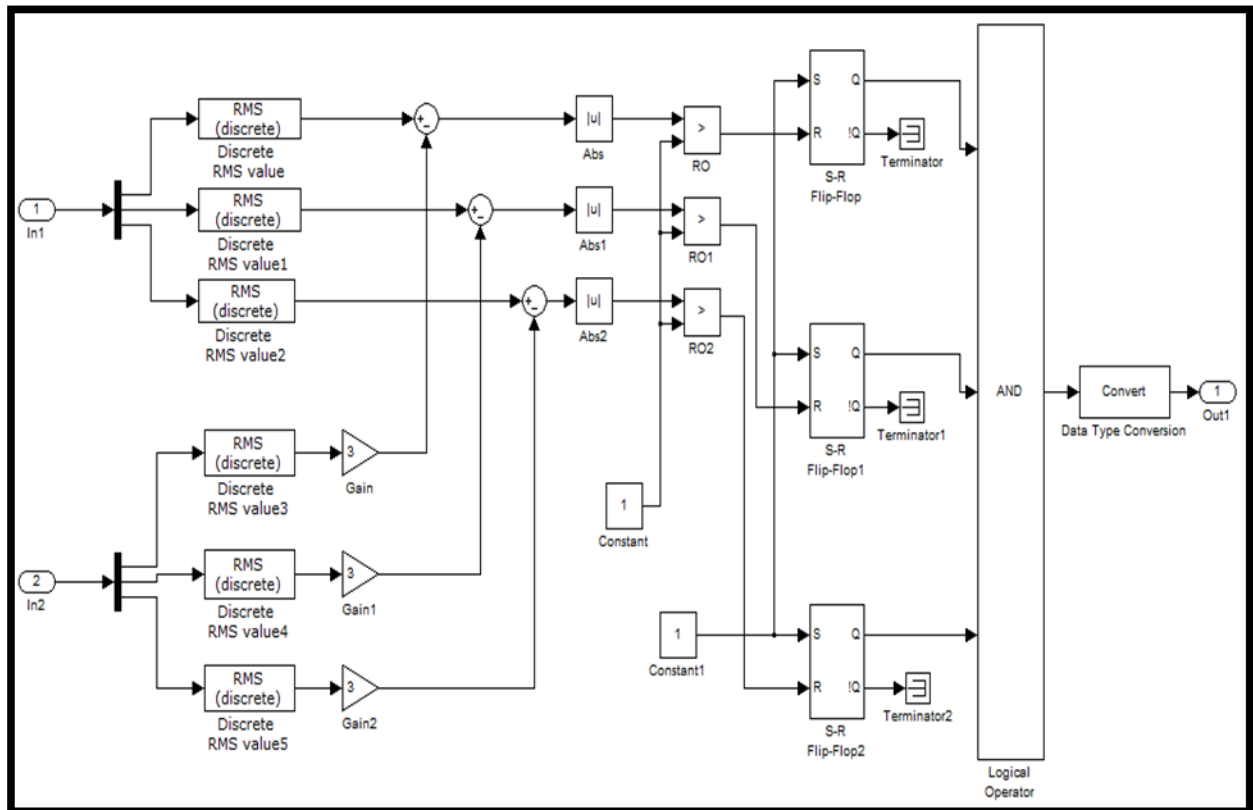 1
In1
RMS
(discrete)
Discrete
RMS value
RMS
(discrete)
Discrete
RMS value1
RMS
(discrete)
Discrete
RMS value2
+
-
+
-
+
-
|u|
Abs
|u|
Abs1
|u|
Abs2
>
RO
>
RO1
>
RO2
2
In2
RMS
(discrete)
Discrete
RMS value3
RMS
(discrete)
Discrete
RMS value4
RMS
(discrete)
Discrete
RMS value5
3
Gain
3
Gain1
3
Gain2
1
Constant
1
Constant1
S Q
R !Q
S-R
Flip-Flop
Terminator
S Q
R !Q
S-R
Flip-Flop1
Terminator1
S Q
R !Q
S-R
Flip-Flop2
Terminator2
AND
Logical
Operator
Convert
Data Type Conversion
1
Out1